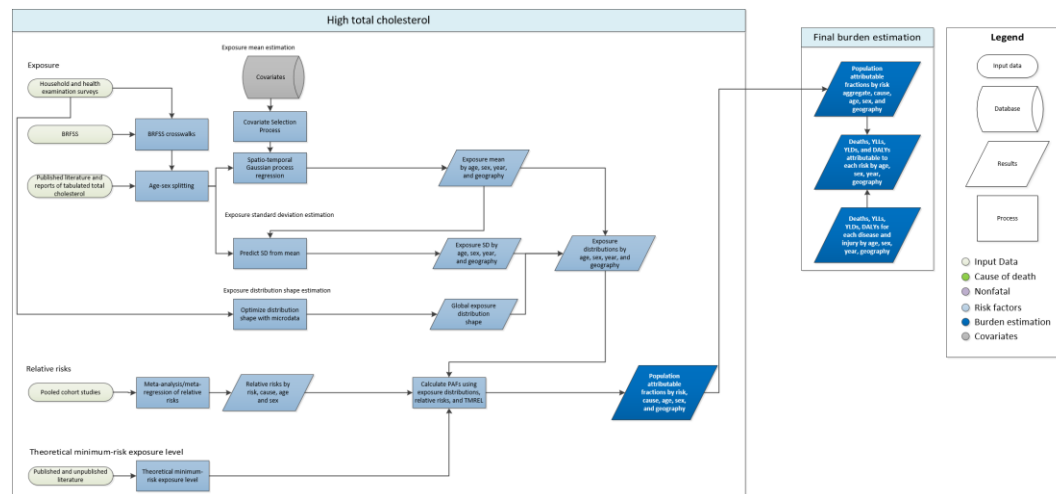 High total cholesterol
Exposure mean estimation
Exposure
Household and health
examination surveys
Covariates
BRFSS
BRFSS crosswalks
Covariate Selection
Process
Published literature and
reports of tabulated total
cholesterol
Age-sex splitting
Spatio-temporal
Gaussian process
regression
Exposure mean
by age, sex, year,
and geography
Exposure standard deviation estimation
Predict SD from mean
Exposure SD by
age, sex, year,
and geography
Exposure
distributions by
age, sex, year, and
geography
Exposure distribution shape estimation
Optimize distribution
shape with microdata
Global exposure
distribution
shape
Relative risks
Pooled cohort studies
Meta-analysis/meta-
regression of relative
risks
Relative risks by
risk, cause, age
and sex
Calculate PAFs using
exposure distributions,
relative risks, and TMREL
Population
attributable
fractions by risk,
cause, age, sex,
and geography
Theoretical minimum-risk exposure level
Published and unpublished
literature
Theoretical minimum-
risk exposure level
Final burden estimation
Population
attributable
fractions by risk
aggregate, cause,
age, sex, and
geography
Deaths, YLLs,
YLDs, and DALYs
attributable to
each risk by age,
sex, year,
geography
Deaths, YLLs,
YLDs, DALYs for
each disease and
injury by age, sex,
year, geography
Legend
Input data
Database
Results
Process
Input Data
Cause of death
Nonfatal
Risk factors
Burden estimation
Covariates